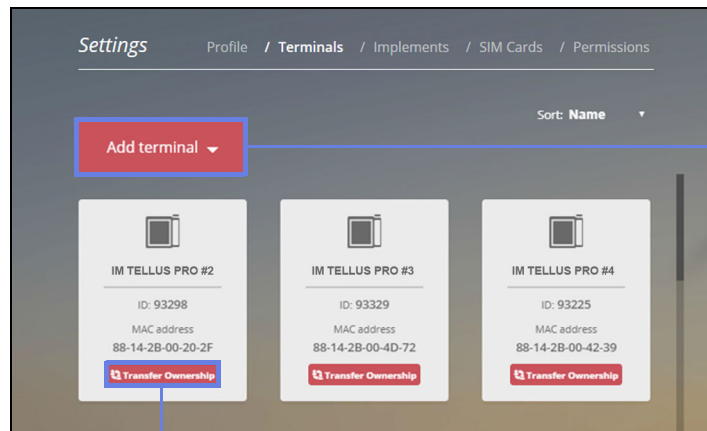 Settings Profile / Terminals / Implements / SIM Cards / Permissions
Sort: Name
Add terminal
IM TELLUS PRO #2
ID: 93298
MAC address
88-14-2B-00-20-2F
Transfer Ownership
IM TELLUS PRO #3
ID: 93329
MAC address
88-14-2B-00-4D-72
Transfer Ownership
IM TELLUS PRO #4
ID: 93225
MAC address
88-14-2B-00-42-39
Transfer Ownership